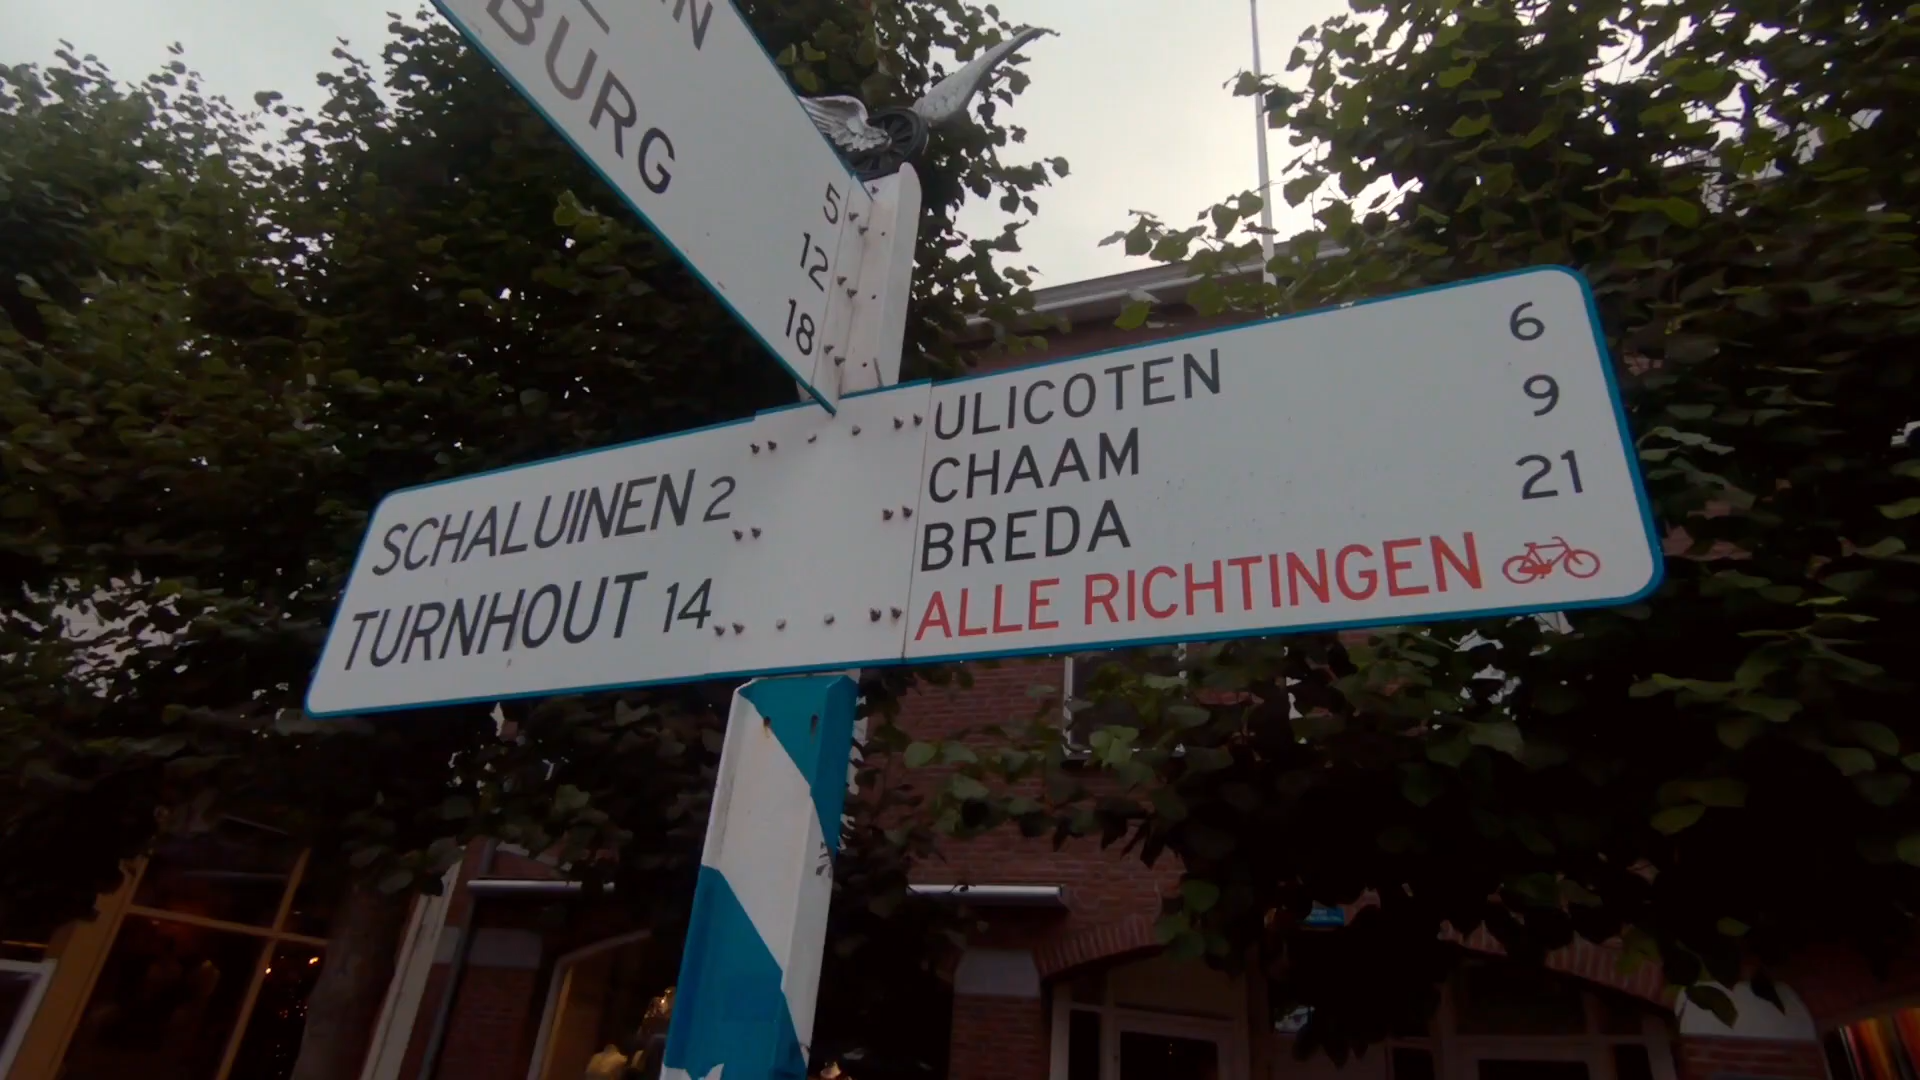 BURG
5
12
18
SCHALUINEN 2
TURNHOUT 14
ULICOTEN 6
CHAAM 9
BREDA 21
ALLE RICHTINGEN